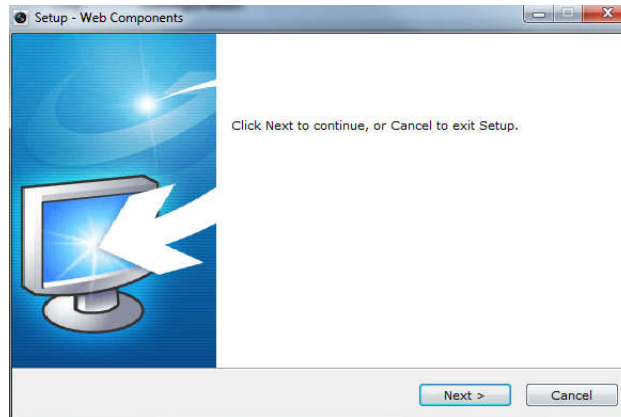 Setup - Web Components
Click Next to continue, or Cancel to exit Setup.
Next >
Cancel